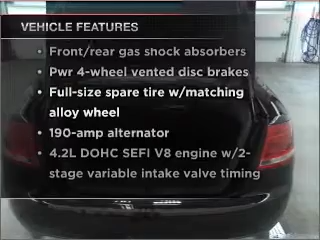 VEHICLE FEATURES
• Front/rear gas shock absorbers
• Pwr 4-wheel vented disc brakes
• Full-size spare tire w/matching
alloy wheel
• 190-amp alternator
• 4.2L DOHC SEFI V8 engine w/2-
stage variable intake valve timing